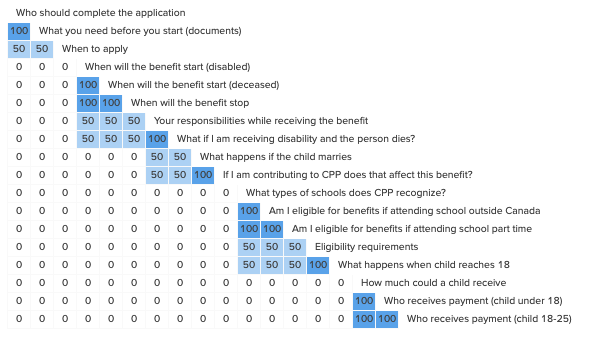 Who should complete the application
100 What you need before you start (documents)
50 50 When to apply
0 0 0 When will the benefit start (disabled)
0 0 0 100 When will the benefit start (deceased)
0 0 0 100 100 When will the benefit stop
0 0 0 50 50 50 Your responsibilities while receiving the benefit
0 0 0 50 50 50 100 What if I am receiving disability and the person dies?
0 0 0 0 0 0 50 50 What happens if the child marries
0 0 0 0 0 0 50 50 100 If I am contributing to CPP does that affect this benefit?
0 0 0 0 0 0 0 0 0 0 What types of schools does CPP recognize?
0 0 0 0 0 0 0 0 0 0 100 Am I eligible for benefits if attending school outside Canada
0 0 0 0 0 0 0 0 0 0 100 100 Am I eligible for benefits if attending school part time
0 0 0 0 0 0 0 0 0 0 50 50 50 Eligibility requirements
0 0 0 0 0 0 0 0 0 0 50 50 50 100 What happens when child reaches 18
0 0 0 0 0 0 0 0 0 0 0 0 0 0 0 How much could a child receive
0 0 0 0 0 0 0 0 0 0 0 0 0 0 0 100 Who receives payment (child under 18)
0 0 0 0 0 0 0 0 0 0 0 0 0 0 0 100 100 Who receives payment (child 18-25)